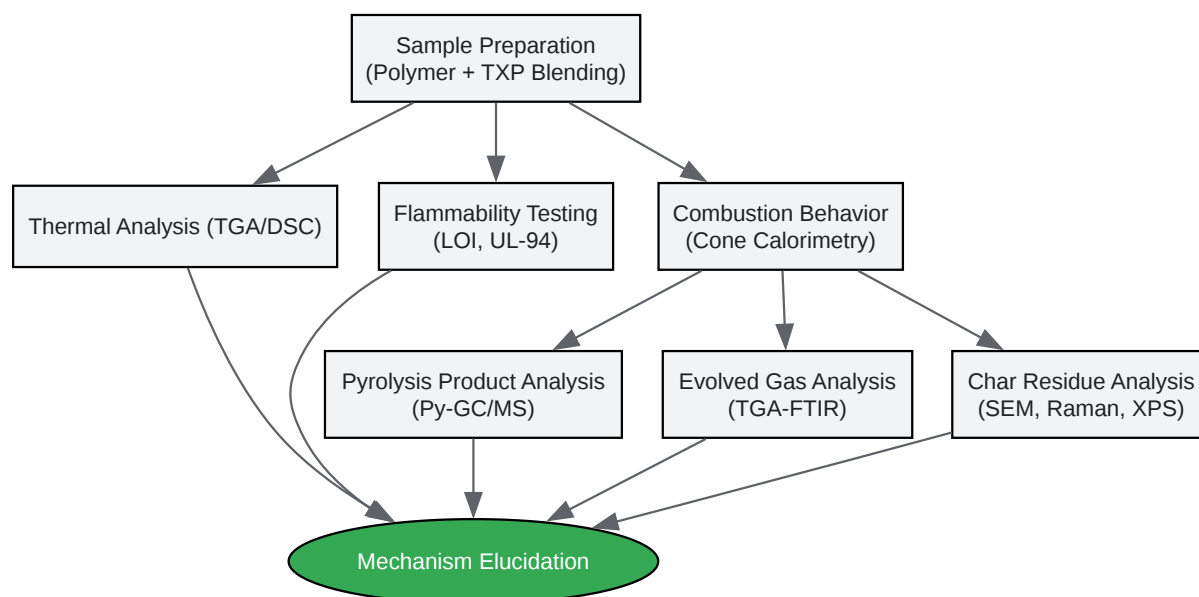 Sample Preparation
(Polymer + TXP Blending)
Thermal Analysis (TGA/DSC)
Flammability Testing
(LOI, UL-94)
Combustion Behavior
(Cone Calorimetry)
Pyrolysis Product Analysis
(Py-GC/MS)
Evolved Gas Analysis
(TGA-FTIR)
Char Residue Analysis
(SEM, Raman, XPS)
Mechanism Elucidation